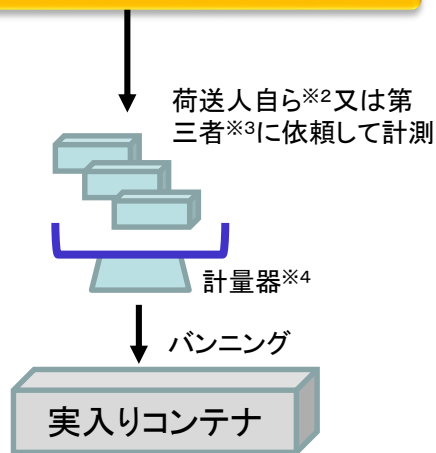 荷送人自ら※2又は第
三者※3に依頼して計測
計量器※4
バンニング
実入りコンテナ